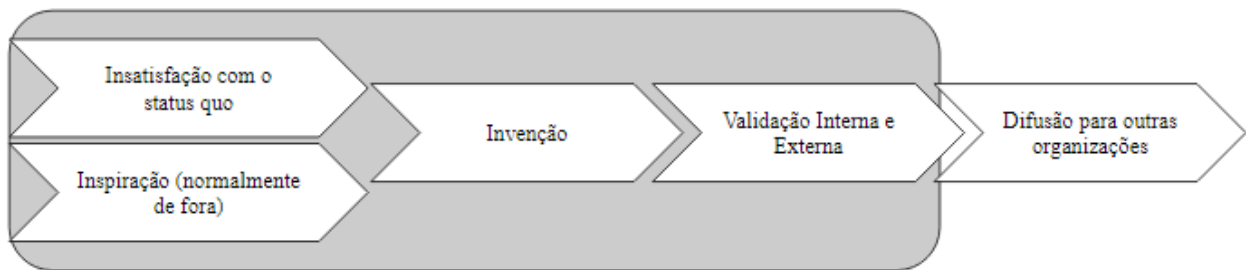 Insatisfação com o
status quo
Inspiração (normalmente
de fora)
Invenção
Validação Interna e
Externa
Difusão para outras
organizações